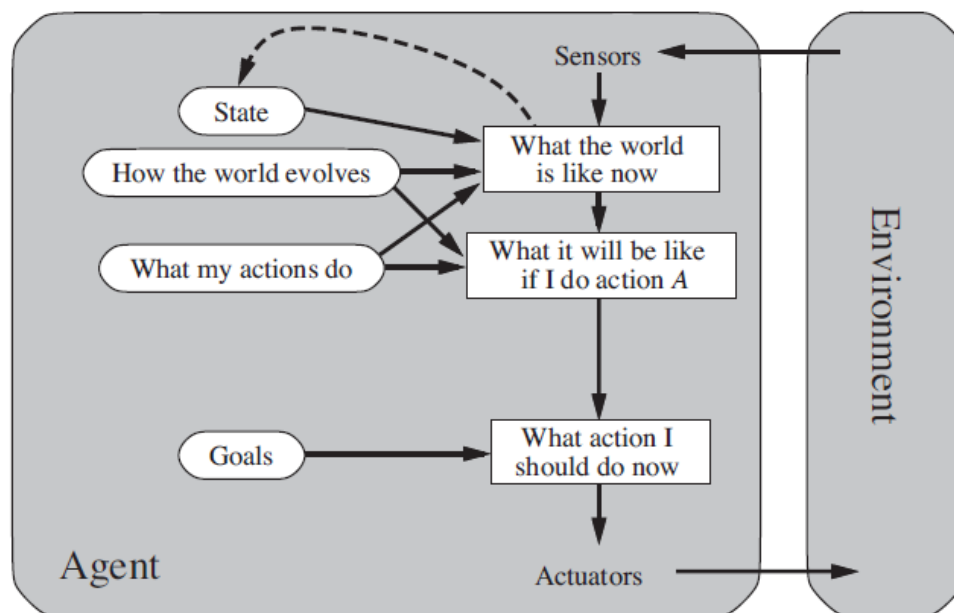 Sensors
State
What the world
is like now
How the world evolves
What it will be like
if I do action A
What my actions do
What action I
should do now
Goals
Agent
Actuators
Environment